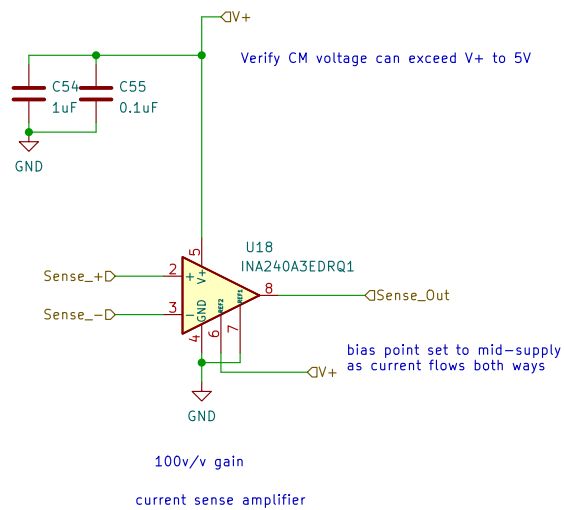 V+
Verify CM voltage can exceed V+ to 5V
C54
C55
1uF
0.1uF
GND
U18
INA240A3EDRQ1
5
V+
Sense_+
2
+
8
Sense_Out
Sense_-
3
-
GND
REF2
REF1
4
6
7
V+
bias point set to mid-supply
as current flows both ways
GND
100v/v gain
current sense amplifier